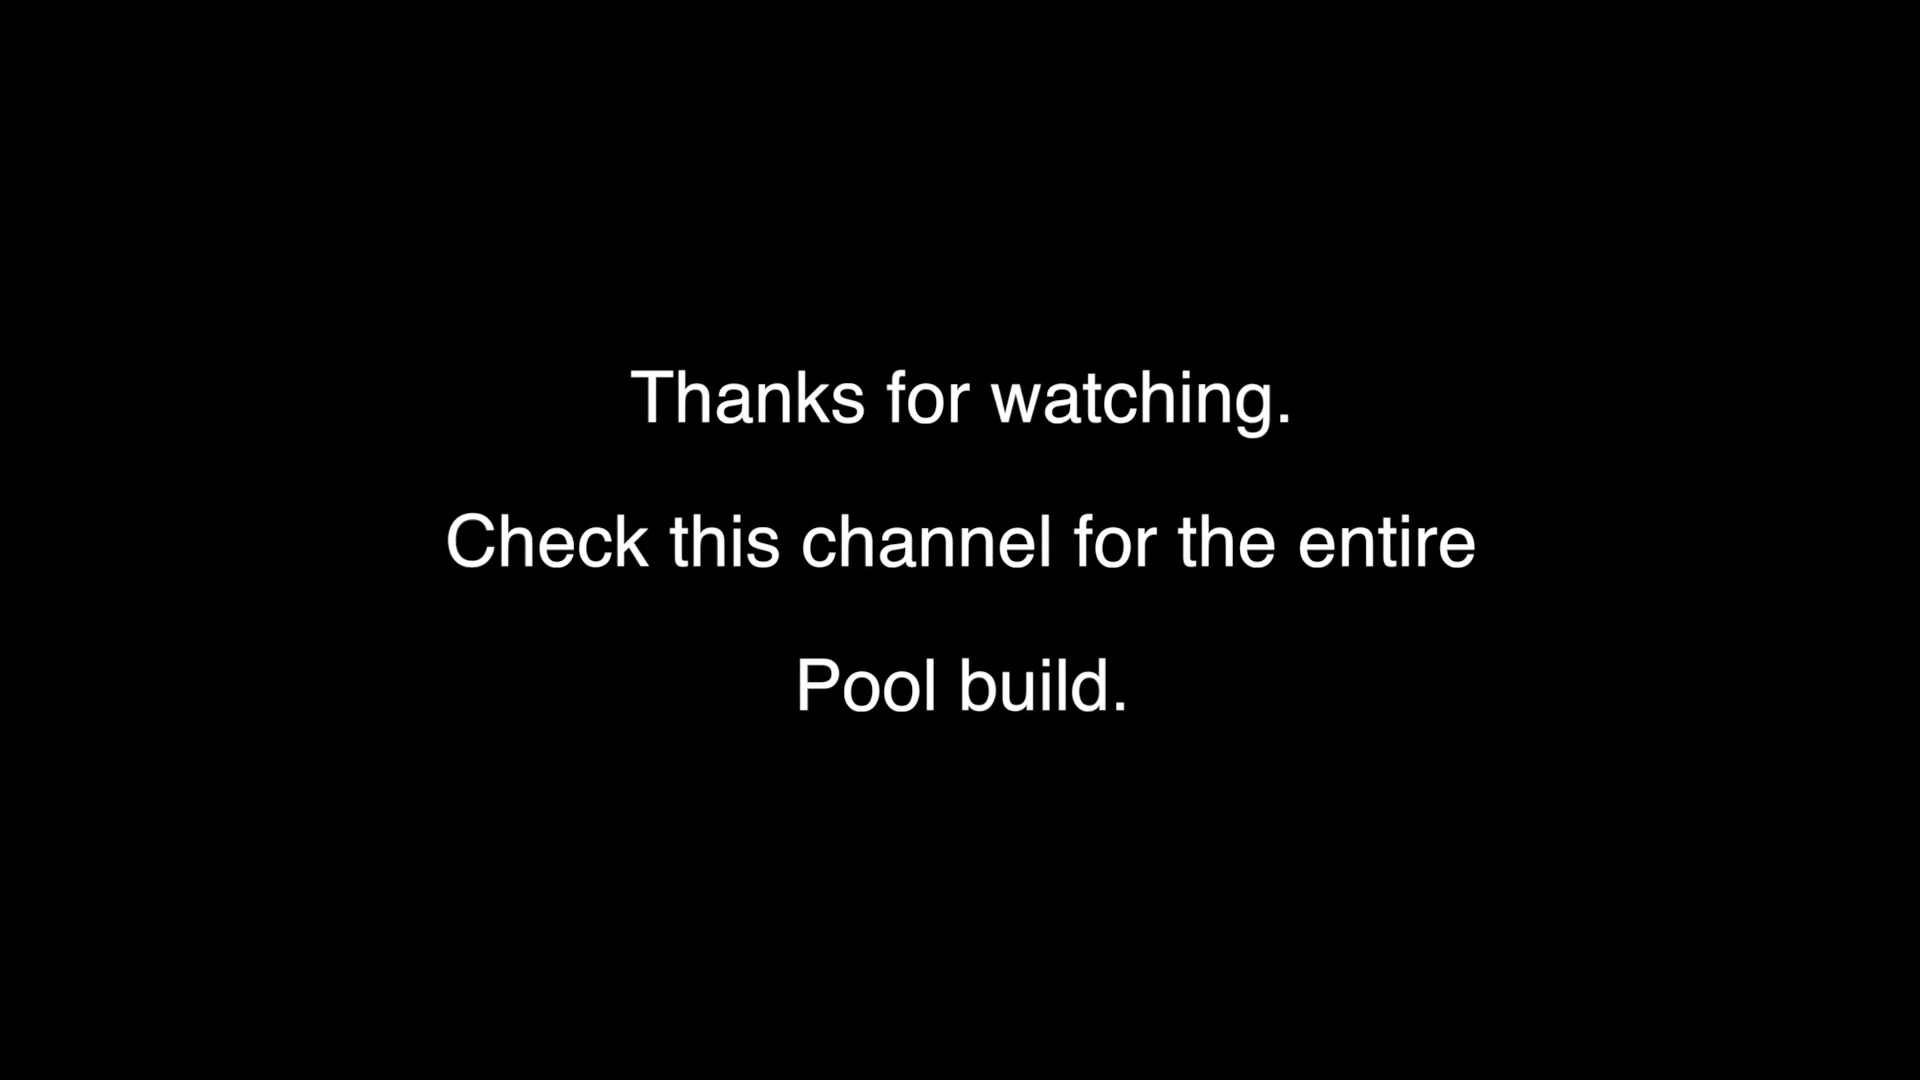 Thanks for watching.
Check this channel for the entire
Pool build.